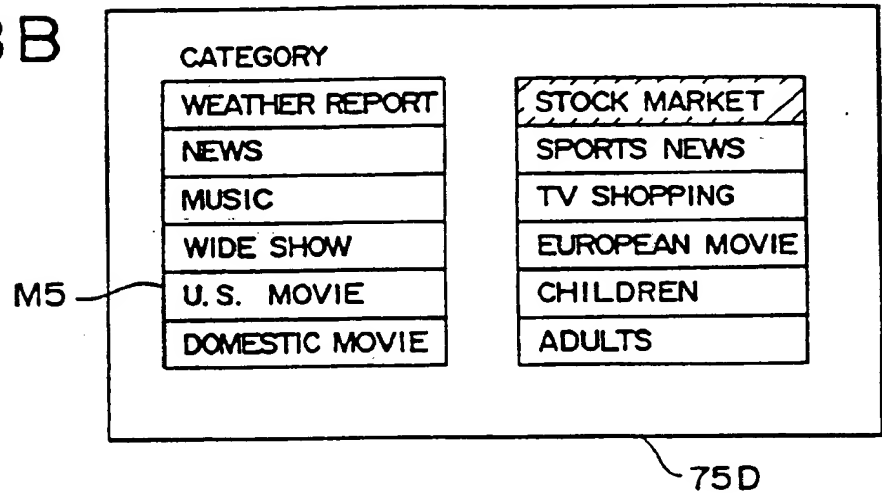 BB
CATEGORY
WEATHER REPORT
NEWS
MUSIC
WIDE SHOW
U.S. MOVIE
DOMESTIC MOVIE
STOCK MARKET
SPORTS NEWS
TV SHOPPING
EUROPEAN MOVIE
CHILDREN
ADULTS
M5
75D